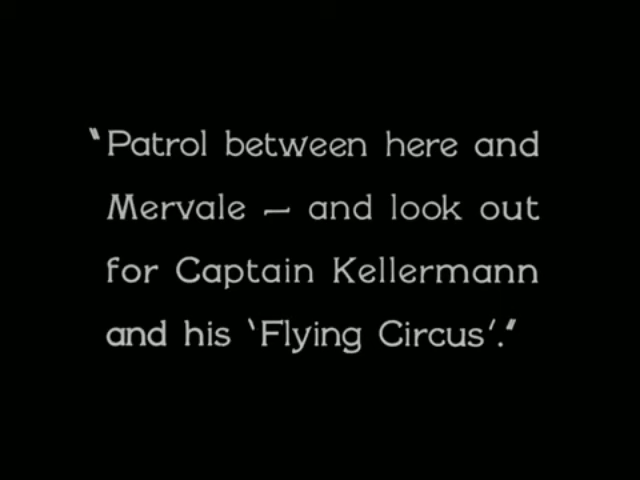 "Patrol between here and
Mervale — and look out
for Captain Kellermann
and his 'Flying Circus'."